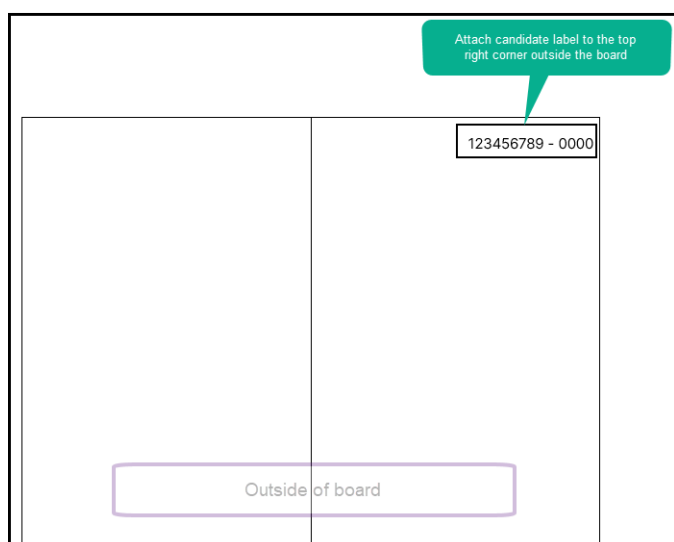 Attach candidate label to the top
right corner outside the board
123456789 - 0000
Outside of board